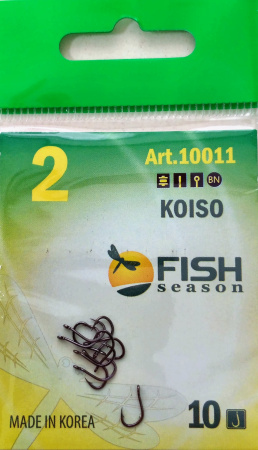 2
Art.10011
BN
KOISO
FISH
season
MADE IN KOREA
10